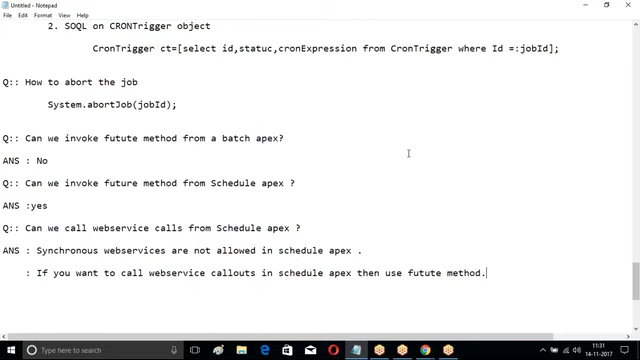 Untitled - Notepad
File Edit Format View Help
2. SOQL on CRONTrigger object
CronTrigger ct=[select id,statuc,cronExpression from CronTrigger where Id =:jobId];
Q:: How to abort the job
System.abortJob(jobId);
Q:: Can we invoke futute method from a batch apex?
ANS : No
Q:: Can we invoke future method from Schedule apex ?
ANS :yes
Q:: Can we call webservice calls from Schedule apex ?
ANS : Synchronous webservices are not allowed in schedule apex .
: If you want to call webservice callouts in schedule apex then use futute method.
Type here to search
11:31
14-11-2017